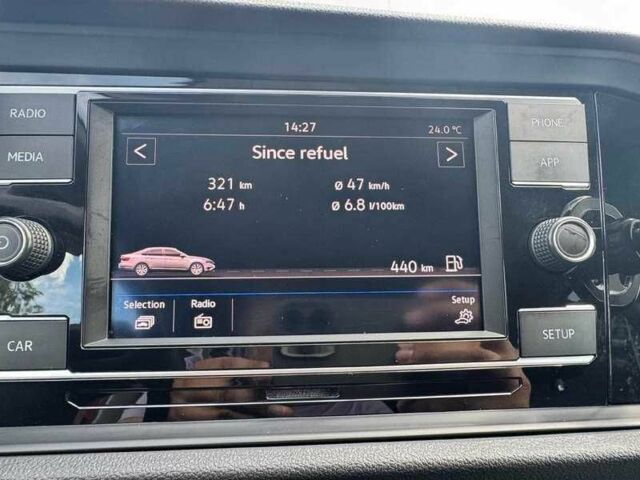 RADIO
MEDIA
CAR
14:27 24.0 °C
< Since refuel >
321 km ø 47 km/h
6:47 h ø 6.8 l/100km
440 km
Selection Radio Setup
PHONE
APP
SETUP